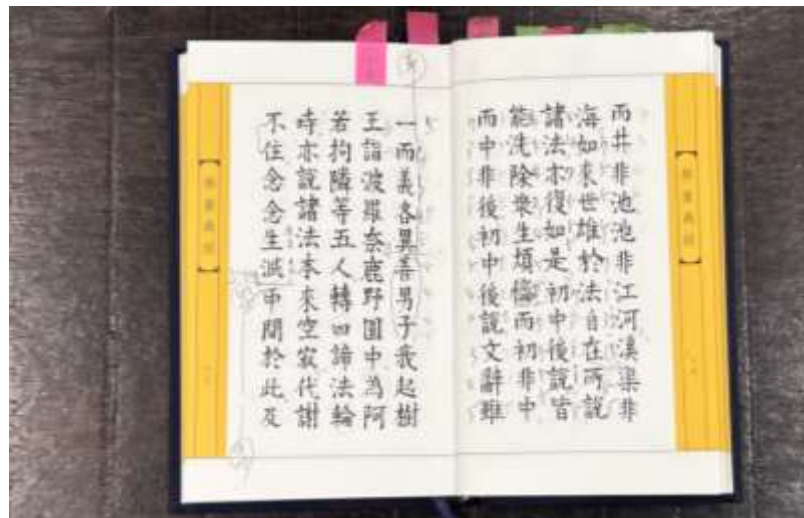 而井非池池非江河溪渠非
海如來世雄於法自在所說
諸法亦復如是初中後說皆
能洗除衆生煩惱而初非中
而中非後初中後說文辭雖
一而義各異善男子我起樹
王詣波羅奈鹿野園中為阿
若拘隣等五人轉四諦法輪
時亦說諸法本來空寂代謝
不住念念生滅中間於此及